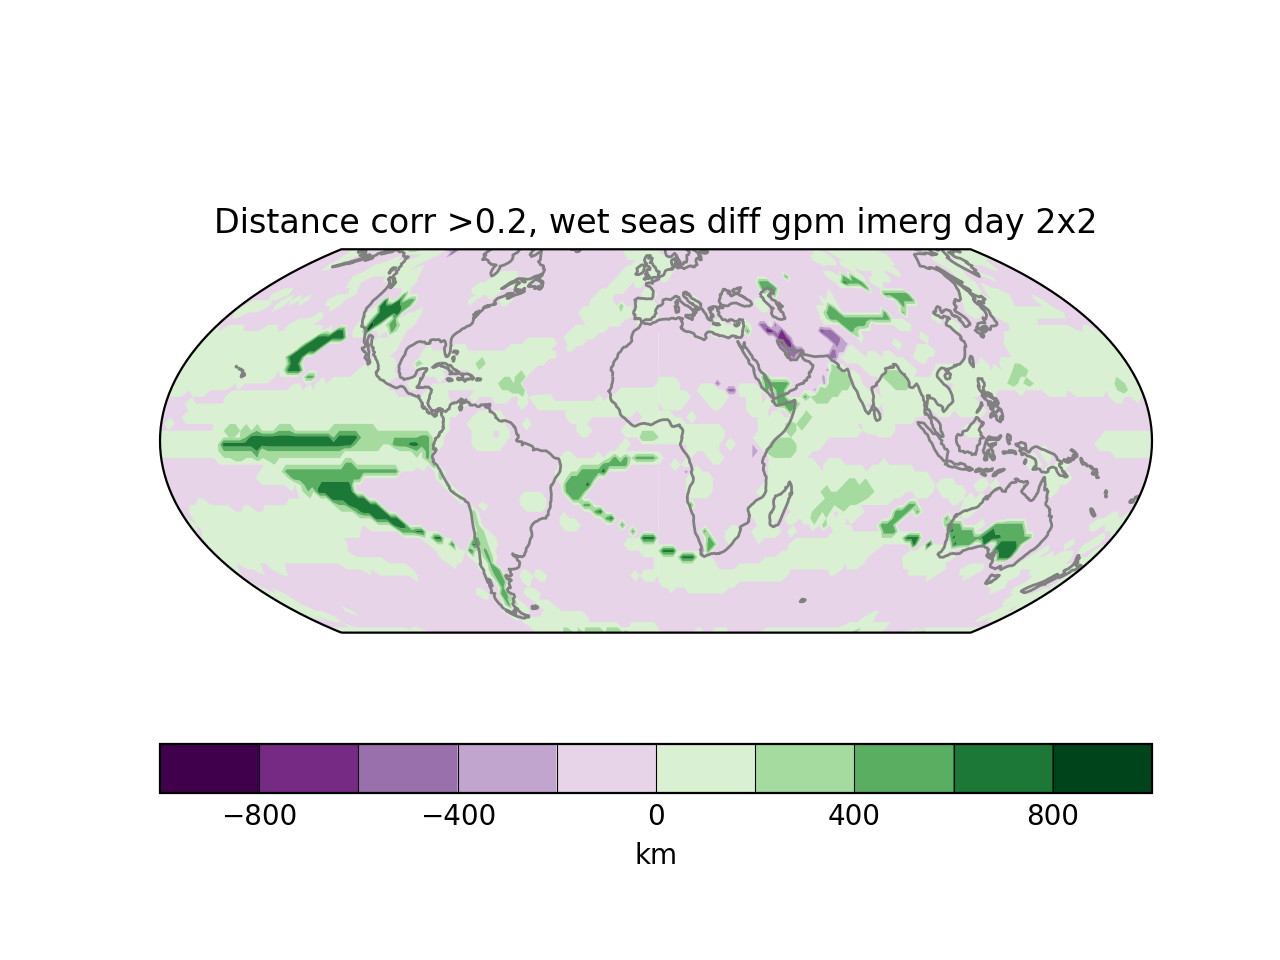 Distance corr >0.2, wet seas diff gpm imerg day 2x2
−800 −400 0 400 800
km